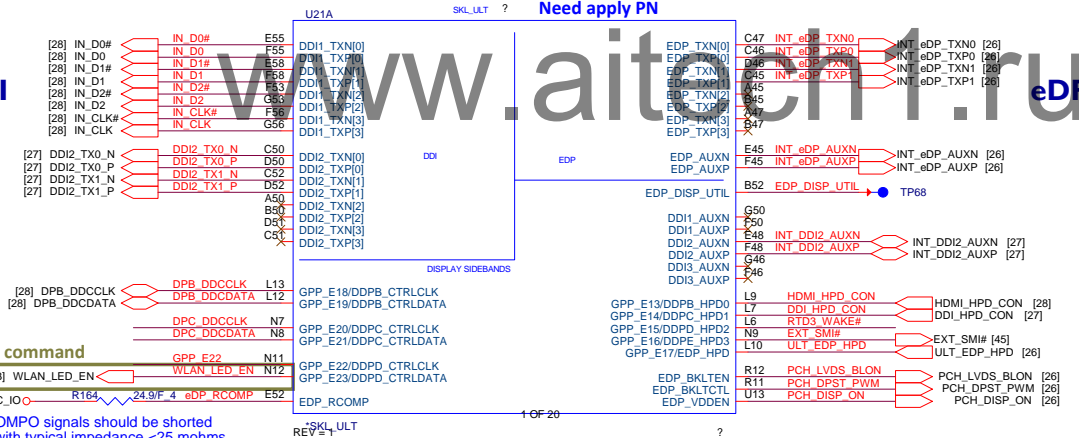 U21A
SKL_ULT ?
Need apply PN
www.aitech1.ru
eDP
[28] IN_D0# IN_D0# E55 DDI1_TXN[0]
[28] IN_D0 IN_D0 F55 DDI1_TXP[0]
[28] IN_D1# IN_D1# E58 DDI1_TXN[1]
[28] IN_D1 IN_D1 F58 DDI1_TXP[1]
[28] IN_D2# IN_D2# F53 DDI1_TXN[2]
[28] IN_D2 IN_D2 G53 DDI1_TXP[2]
[28] IN_CLK# IN_CLK# F56 DDI1_TXN[3]
[28] IN_CLK IN_CLK G56 DDI1_TXP[3]
[27] DDI2_TX0_N DDI2_TX0_N C50 DDI2_TXN[0]
[27] DDI2_TX0_P DDI2_TX0_P D50 DDI2_TXP[0]
[27] DDI2_TX1_N DDI2_TX1_N C52 DDI2_TXN[1]
[27] DDI2_TX1_P DDI2_TX1_P D52 DDI2_TXP[1]
A50 DDI2_TXN[2]
B50 DDI2_TXP[2]
D51 DDI2_TXN[3]
C51 DDI2_TXP[3]
DDI
EDP
DISPLAY SIDEBANDS
EDP_TXN[0] C47 INT_eDP_TXN0 INT_eDP_TXN0 [26]
EDP_TXP[0] C46 INT_eDP_TXP0 INT_eDP_TXP0 [26]
EDP_TXN[1] D46 INT_eDP_TXN1 INT_eDP_TXN1 [26]
EDP_TXP[1] C45 INT_eDP_TXP1 INT_eDP_TXP1 [26]
EDP_TXN[2] A45
EDP_TXP[2] B45
EDP_TXN[3] A47
EDP_TXP[3] B47
EDP_AUXN E45 INT_eDP_AUXN INT_eDP_AUXN [26]
EDP_AUXP F45 INT_eDP_AUXP INT_eDP_AUXP [26]
EDP_DISP_UTIL B52 EDP_DISP_UTIL TP68
DDI1_AUXN G50
DDI1_AUXP F50
DDI2_AUXN E48 INT_DDI2_AUXN INT_DDI2_AUXN [27]
DDI2_AUXP F48 INT_DDI2_AUXP INT_DDI2_AUXP [27]
DDI3_AUXN G46
DDI3_AUXP F46
[28] DPB_DDCCLK DPB_DDCCLK L13 GPP_E18/DDPB_CTRLCLK
[28] DPB_DDCDATA DPB_DDCDATA L12 GPP_E19/DDPB_CTRLDATA
DPC_DDCCLK N7 GPP_E20/DDPC_CTRLCLK
DPC_DDCDATA N8 GPP_E21/DDPC_CTRLDATA
command
GPP_E22 N11 GPP_E22/DDPD_CTRLCLK
] WLAN_LED_EN WLAN_LED_EN N12 GPP_E23/DDPD_CTRLDATA
C_IO R164 24.9/F_4 eDP_RCOMP E52 EDP_RCOMP
GPP_E13/DDPB_HPD0 L9 HDMI_HPD_CON HDMI_HPD_CON [28]
GPP_E14/DDPC_HPD1 L7 DDI_HPD_CON DDI_HPD_CON [27]
GPP_E15/DDPD_HPD2 L6 RTD3_WAKE#
GPP_E16/DDPE_HPD3 N9 EXT_SMI# EXT_SMI# [45]
GPP_E17/EDP_HPD L10 ULT_EDP_HPD ULT_EDP_HPD [26]
EDP_BKLTEN R12 PCH_LVDS_BLON PCH_LVDS_BLON [26]
EDP_BKLTCTL R11 PCH_DPST_PWM PCH_DPST_PWM [26]
EDP_VDDEN U13 PCH_DISP_ON PCH_DISP_ON [26]
1 OF 20
OMPO signals should be shorted
with typical impedance <25 mohms
*SKL_ULT
REV = 1
?